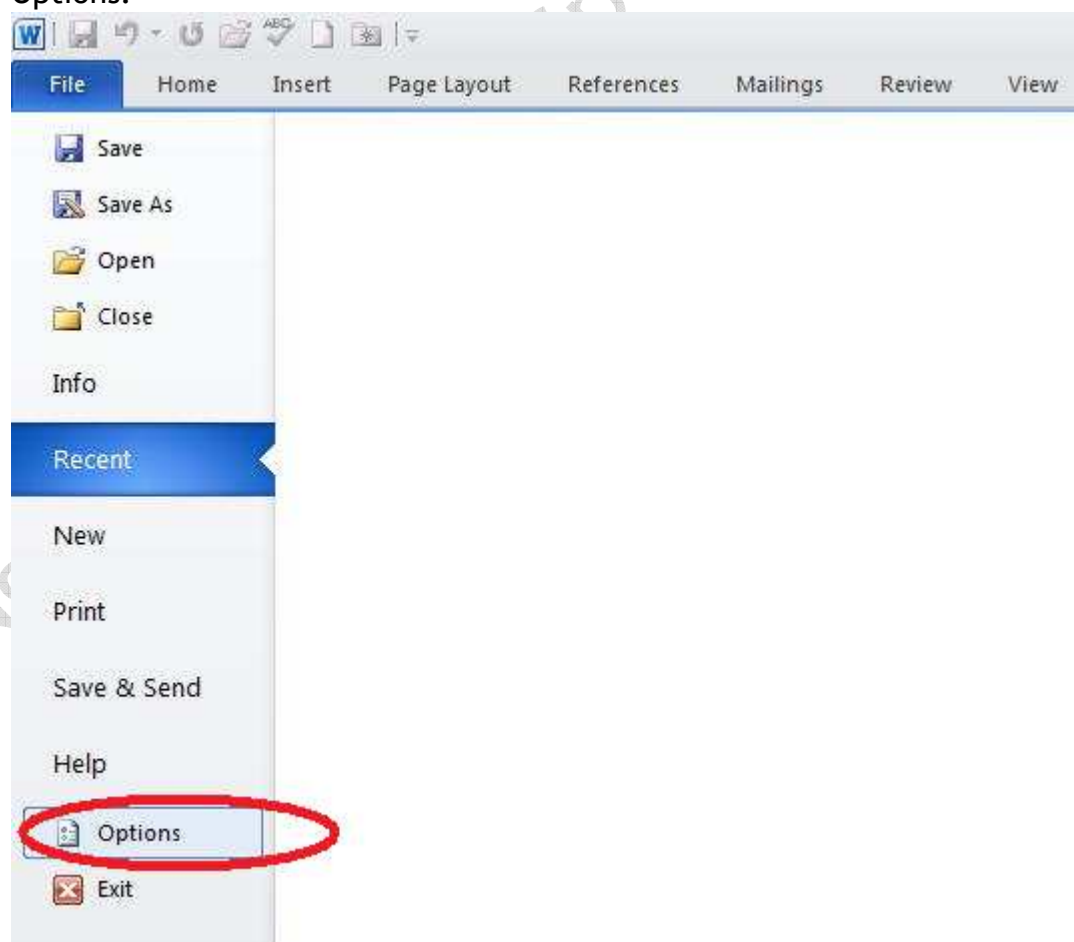 Options.
W
ABC
File Home Insert Page Layout References Mailings Review View
Save
Save As
Open
Close
Info
Recent
New
Print
Save & Send
Help
Options
Exit